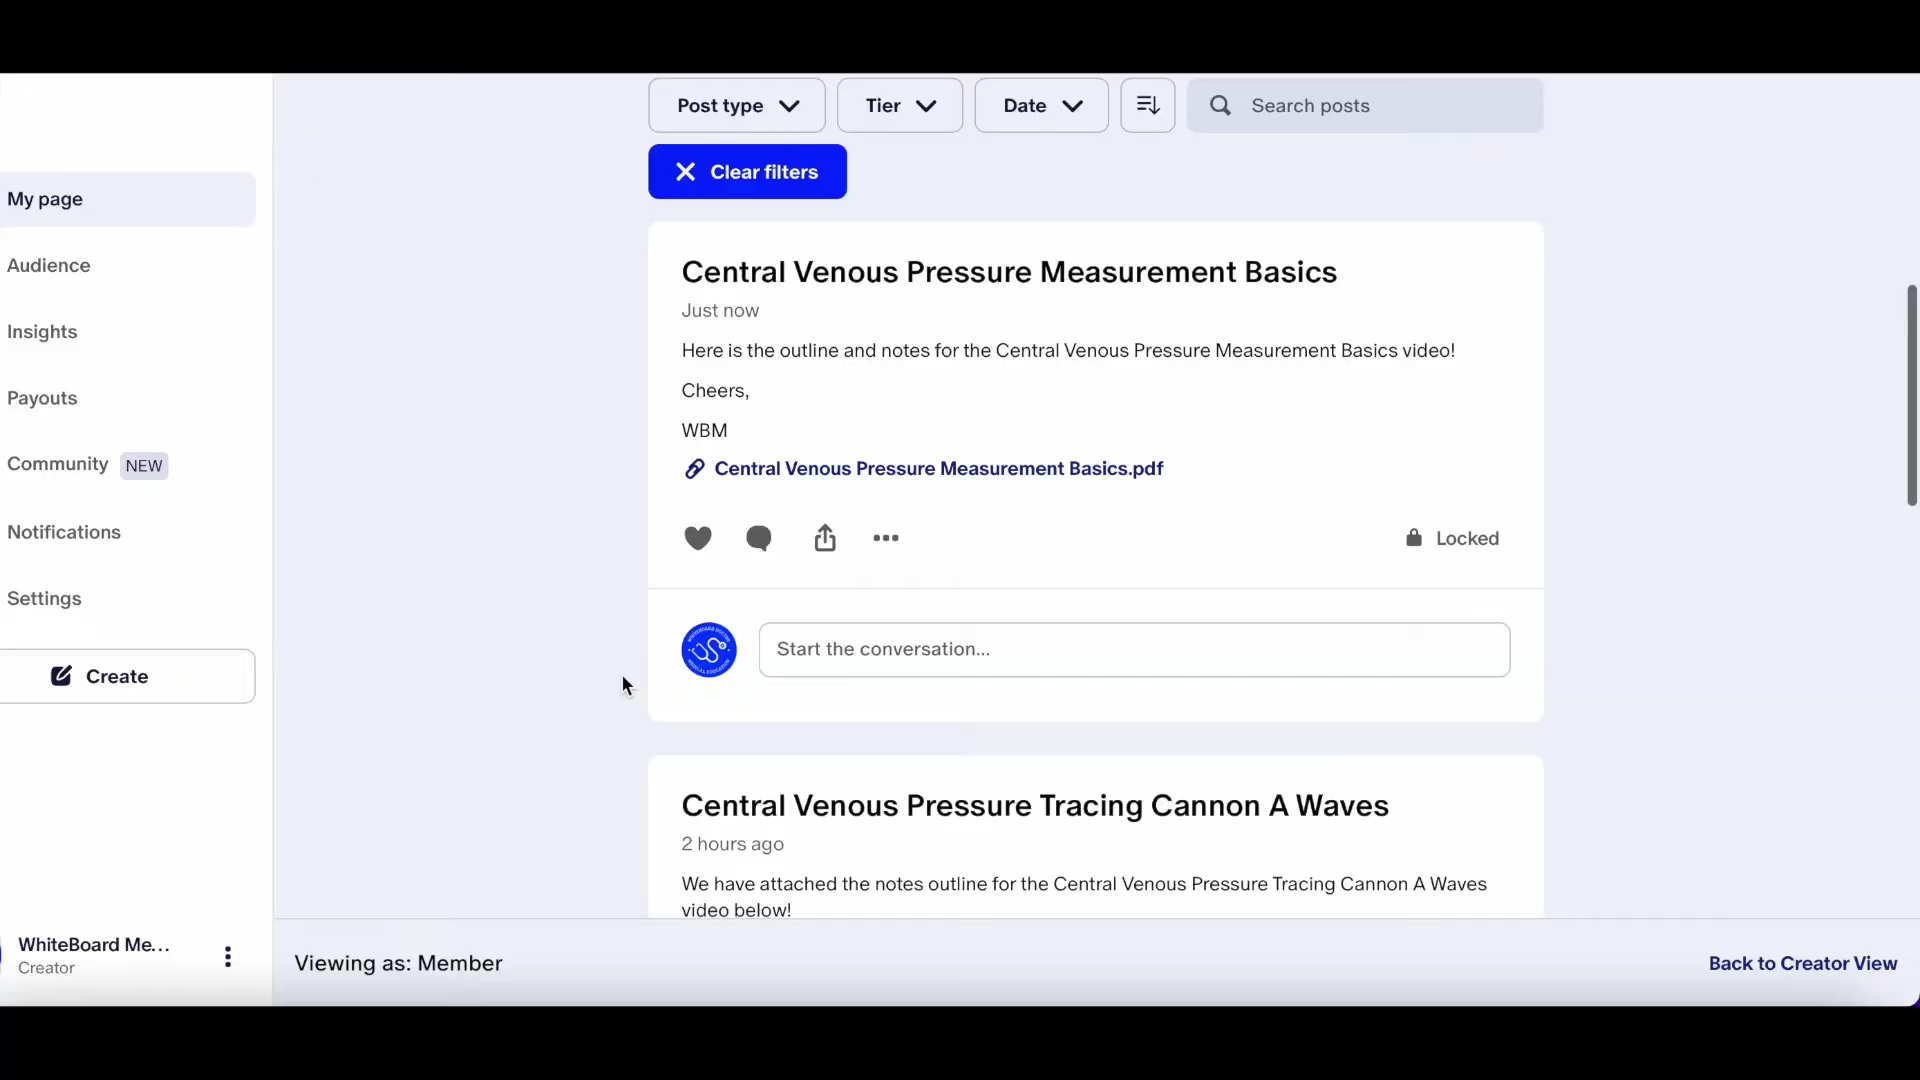 Post type
Tier
Date
Search posts
Clear filters
My page
Audience
Insights
Payouts
Community NEW
Notifications
Settings
Create
Central Venous Pressure Measurement Basics
Just now
Here is the outline and notes for the Central Venous Pressure Measurement Basics video!
Cheers,
WBM
Central Venous Pressure Measurement Basics.pdf
Locked
Start the conversation...
Central Venous Pressure Tracing Cannon A Waves
2 hours ago
We have attached the notes outline for the Central Venous Pressure Tracing Cannon A Waves
video below!
WhiteBoard Me...
Creator
Viewing as: Member
Back to Creator View